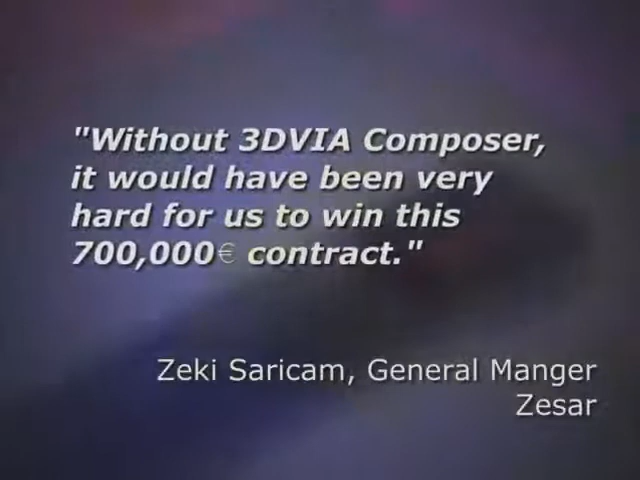 "Without 3DVIA Composer,
it would have been very
hard for us to win this
700,000€ contract."
Zeki Saricam, General Manger
Zesar